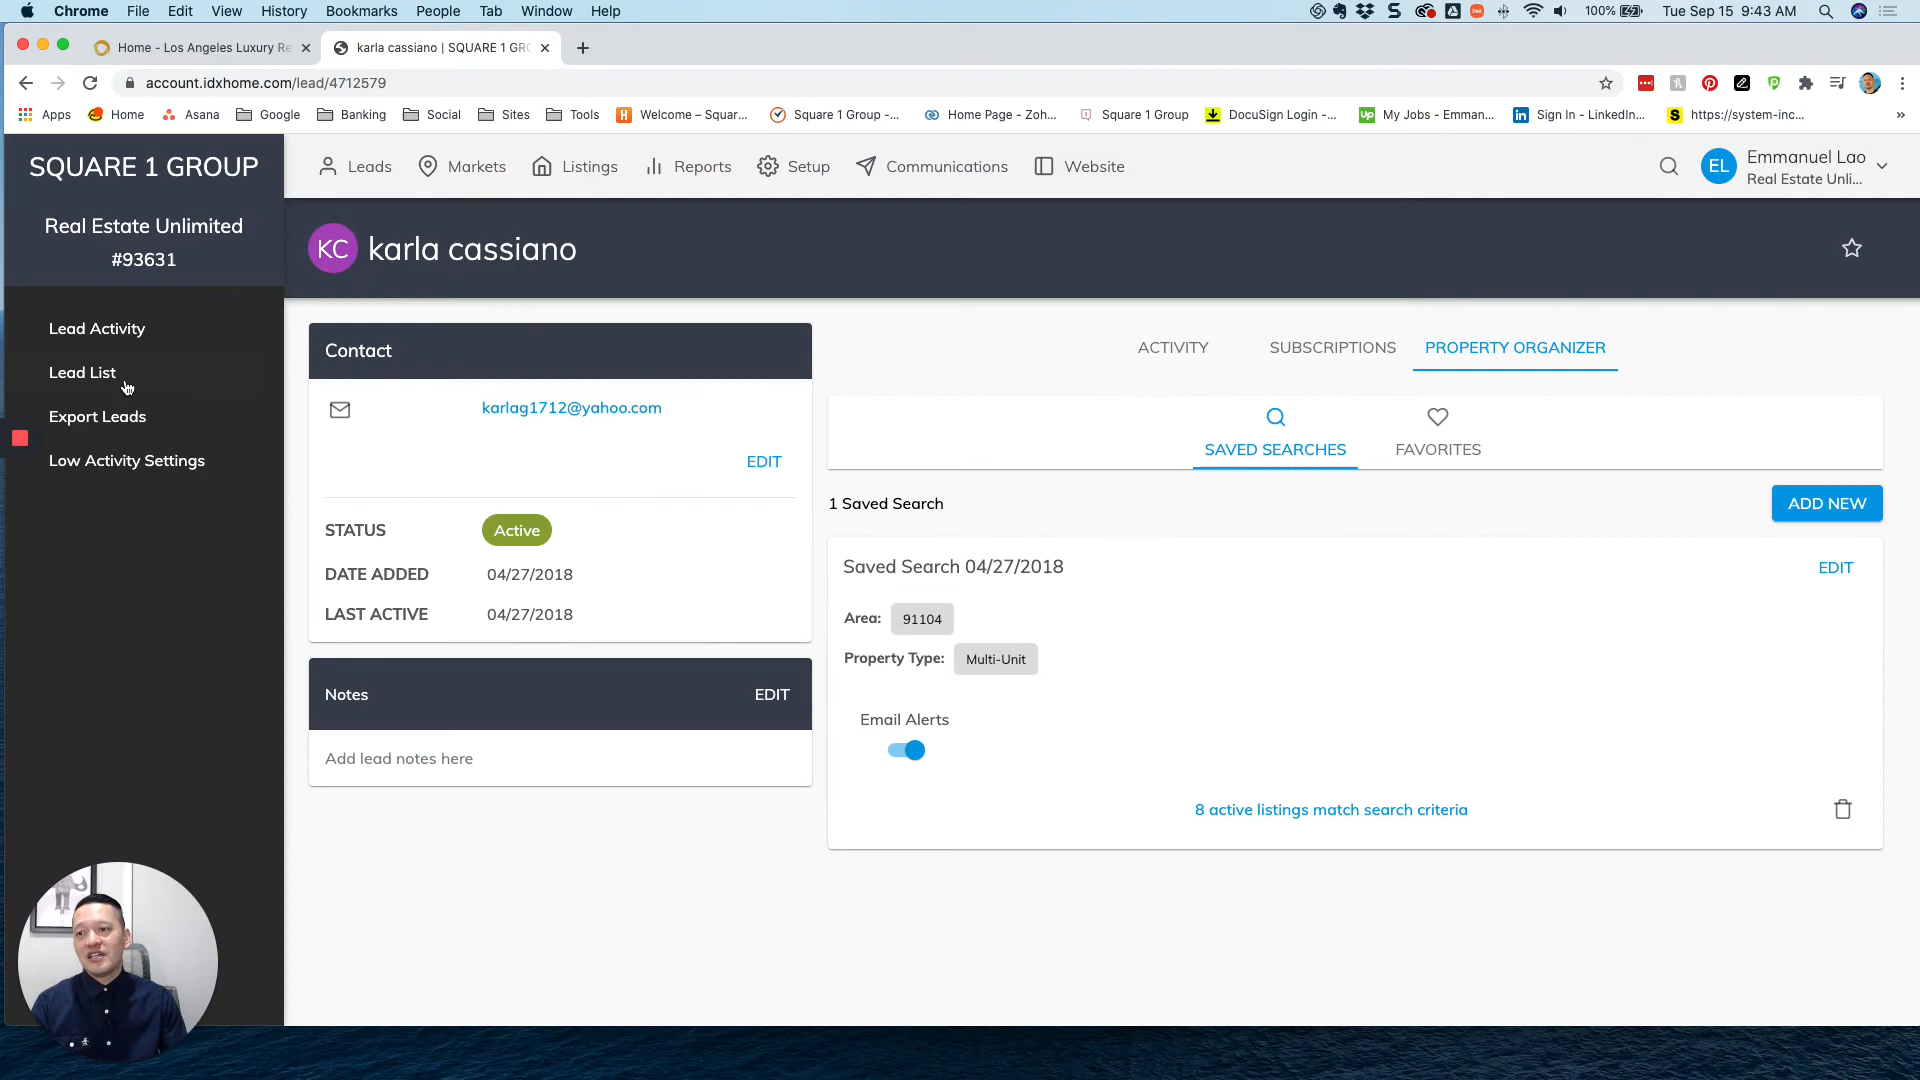 Chrome File Edit View History Bookmarks People Tab Window Help
100% Tue Sep 15 9:43 AM
Home - Los Angeles Luxury Re
karla cassiano | SQUARE 1 GR
account.idxhome.com/lead/4712579
Apps Home Asana Google Banking Social Sites Tools Welcome – Squar... Square 1 Group -... Home Page - Zoh... Square 1 Group DocuSign Login -... My Jobs - Emman... Sign In - LinkedIn... https://system-inc... »
SQUARE 1 GROUP
Leads Markets Listings Reports Setup Communications Website
EL Emmanuel Lao
Real Estate Unli...
Real Estate Unlimited
#93631
KC karla cassiano
Lead Activity
Lead List
Export Leads
Low Activity Settings
Contact
karlag1712@yahoo.com
EDIT
STATUS Active
DATE ADDED 04/27/2018
LAST ACTIVE 04/27/2018
Notes EDIT
Add lead notes here
ACTIVITY SUBSCRIPTIONS PROPERTY ORGANIZER
SAVED SEARCHES FAVORITES
1 Saved Search ADD NEW
Saved Search 04/27/2018 EDIT
Area: 91104
Property Type: Multi-Unit
Email Alerts
8 active listings match search criteria